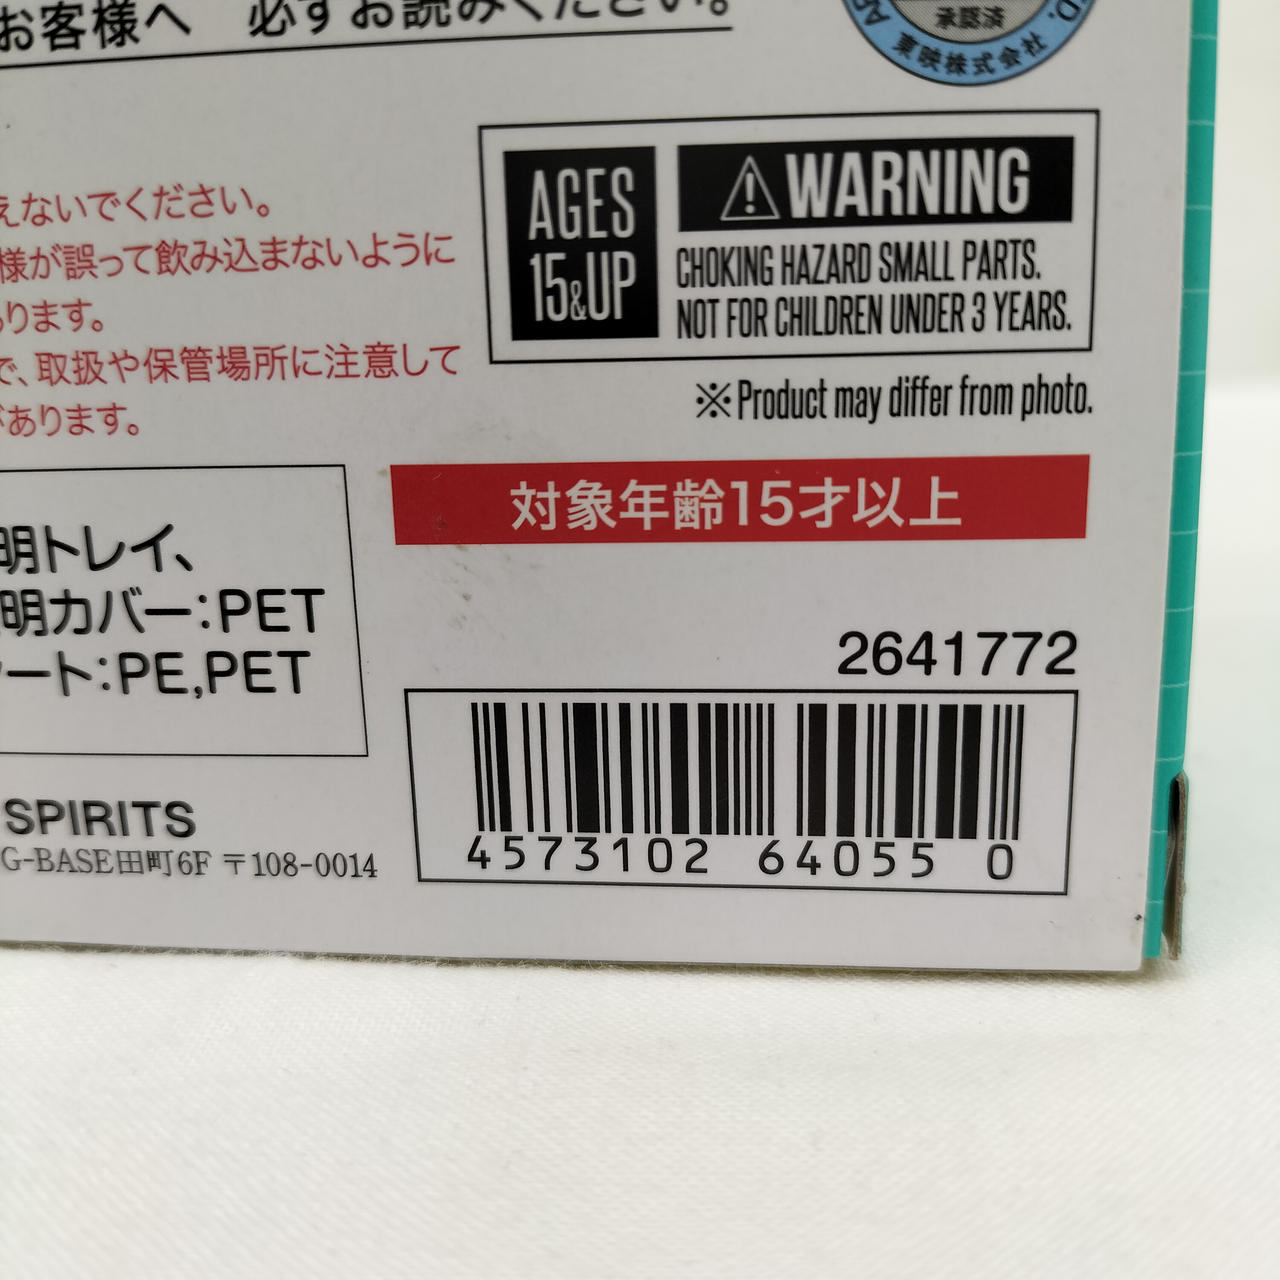 お客様へ 必ずお読みください。
承認済
東映株式会社
えないでください。
様が誤って飲み込まないように
ります。
で、取扱や保管場所に注意して
があります。
AGES
15&UP
⚠WARNING
CHOKING HAZARD SMALL PARTS.
NOT FOR CHILDREN UNDER 3 YEARS.
※Product may differ from photo.
対象年齢15才以上
明トレイ、
明カバー:PET
ート:PE,PET
2641772
4573102 64055 0
SPIRITS
G-BASE田町6F 〒108-0014